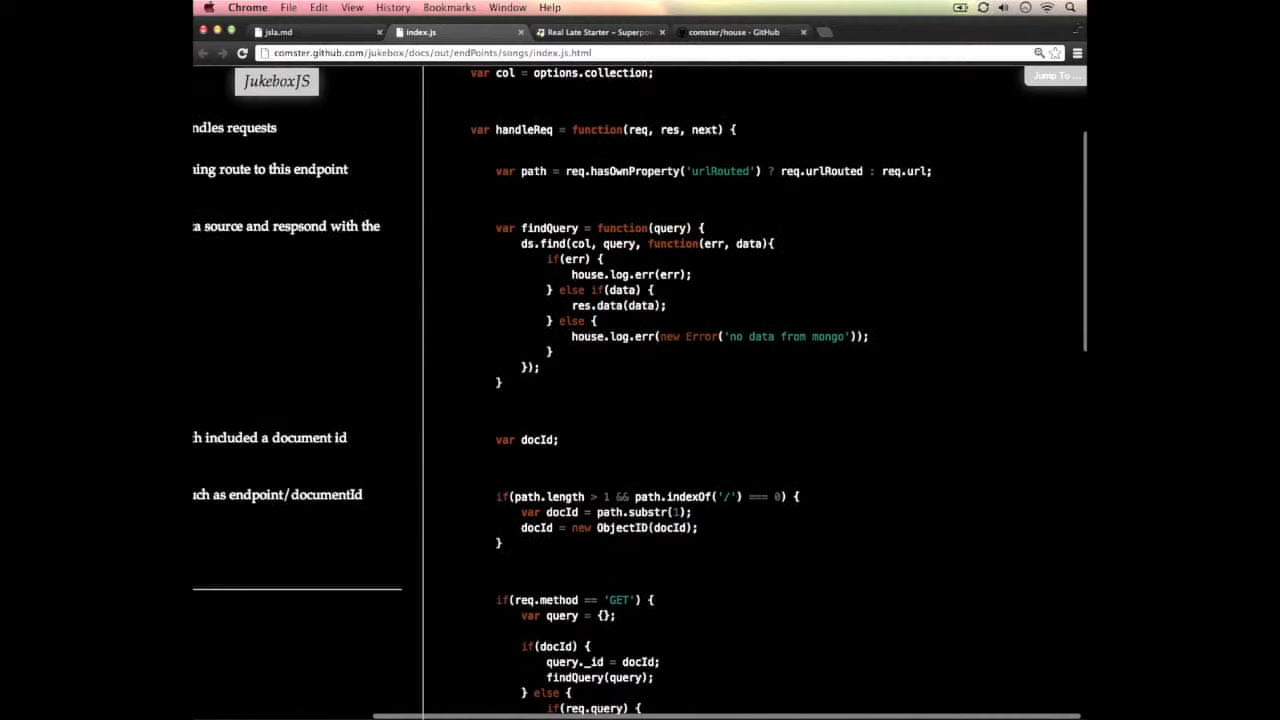 Chrome File Edit View History Bookmarks Window Help
jsla.md
index.js
Real Late Starter – Superpow
comster/house · GitHub
comster.github.com/jukebox/docs/out/endPoints/songs/index.js.html
JukeboxJS
Jump To …
var col = options.collection;
ndles requests
var handleReq = function(req, res, next) {
ning route to this endpoint
var path = req.hasOwnProperty('urlRouted') ? req.urlRouted : req.url;
a source and respsond with the
var findQuery = function(query) {
ds.find(col, query, function(err, data){
if(err) {
house.log.err(err);
} else if(data) {
res.data(data);
} else {
house.log.err(new Error('no data from mongo'));
}
});
}
h included a document id
var docId;
uch as endpoint/documentId
if(path.length > 1 && path.indexOf('/') === 0) {
var docId = path.substr(1);
docId = new ObjectID(docId);
}
if(req.method == 'GET') {
var query = {};
if(docId) {
query._id = docId;
findQuery(query);
} else {
if(req.query) {